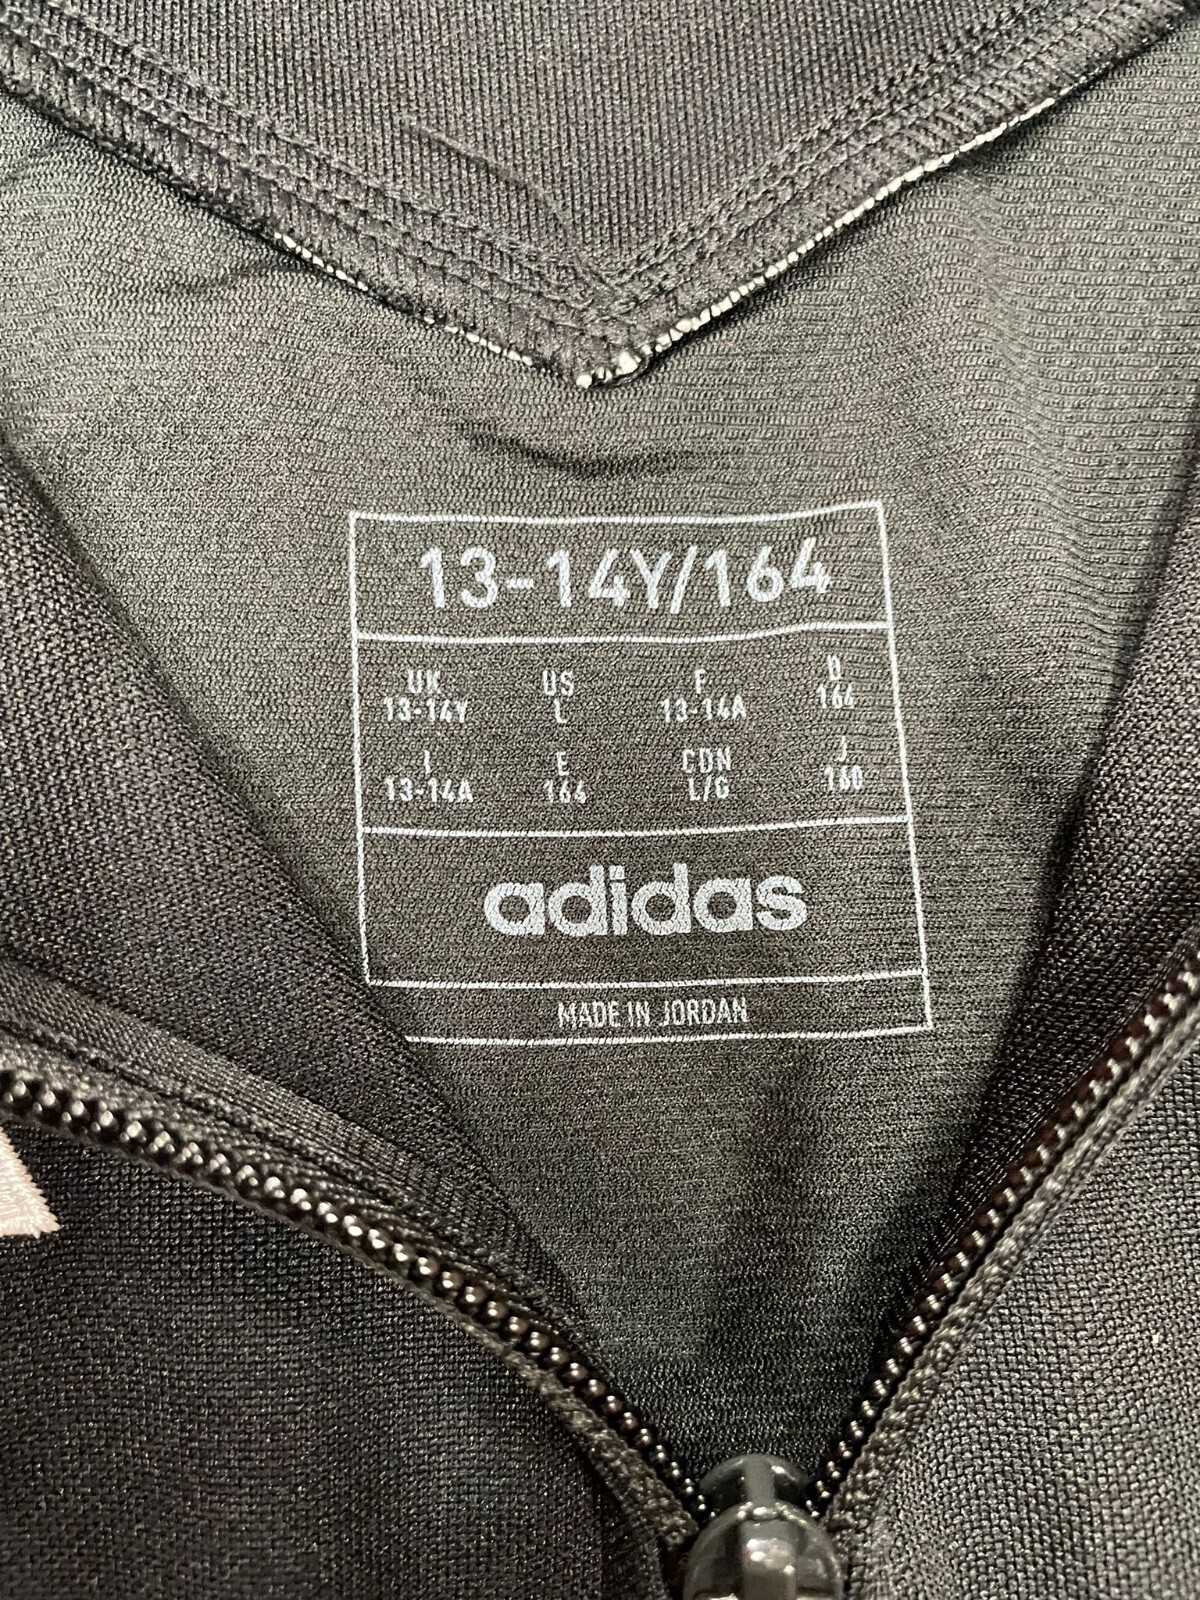 13-14Y/164
UK US F D
13-14Y L 13-14A 164
I E CDN J
13-14A 164 L/G 160
adidas
MADE IN JORDAN